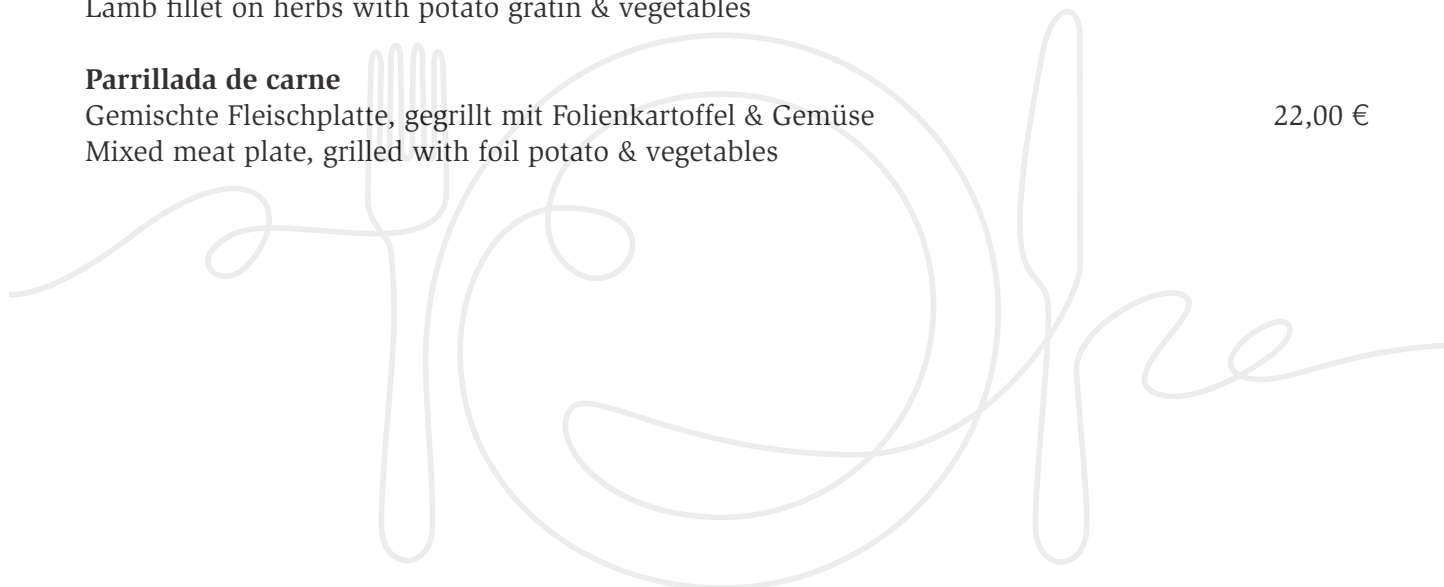 Lamb fillet on herbs with potato gratin & vegetables
Parrillada de carne
Gemischte Fleischplatte, gegrillt mit Folienkartoffel & Gemüse 22,00 €
Mixed meat plate, grilled with foil potato & vegetables